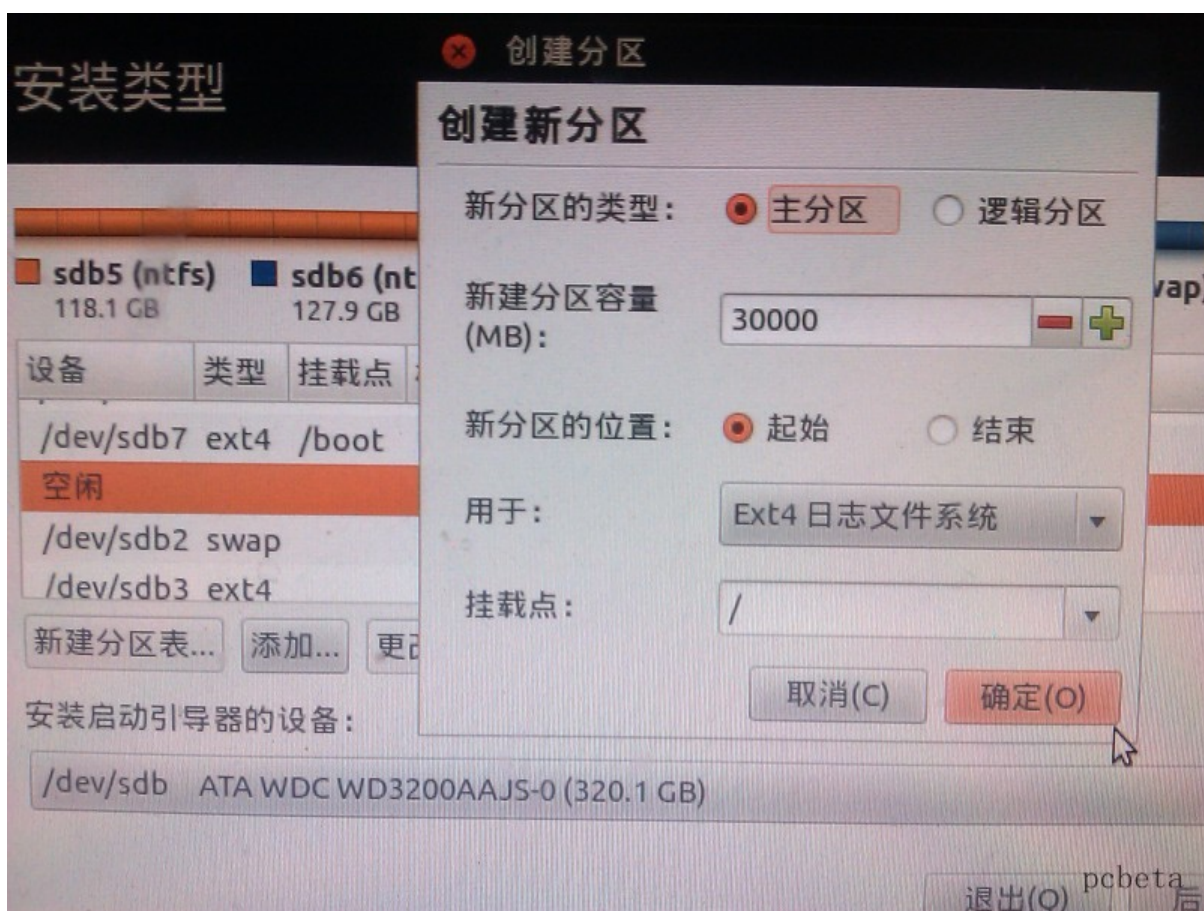 创建分区
安装类型
创建新分区
新分区的类型： 主分区 逻辑分区
sdb5 (ntfs) sdb6 (nt
118.1 GB 127.9 GB
新建分区容量
(MB)： 30000
设备 类型 挂载点
/dev/sdb7 ext4 /boot
新分区的位置： 起始 结束
空闲
用于： Ext4 日志文件系统
/dev/sdb2 swap
/dev/sdb3 ext4
挂载点： /
新建分区表... 添加...
取消(C) 确定(O)
安装启动引导器的设备：
/dev/sdb ATA WDC WD3200AAJS-0 (320.1 GB)
退出(Q) 后
pcbeta